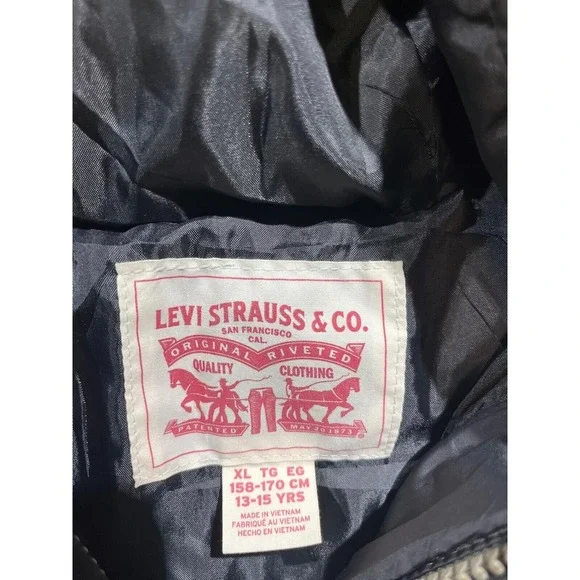 LEVI STRAUSS & CO.
SAN FRANCISCO
CAL.
ORIGINAL RIVETED
QUALITY CLOTHING
PATENTED MAY 20 1873
XL TG EG
158-170 CM
13-15 YRS
MADE IN VIETNAM
FABRIQUÉ AU VIETNAM
HECHO EN VIETNAM